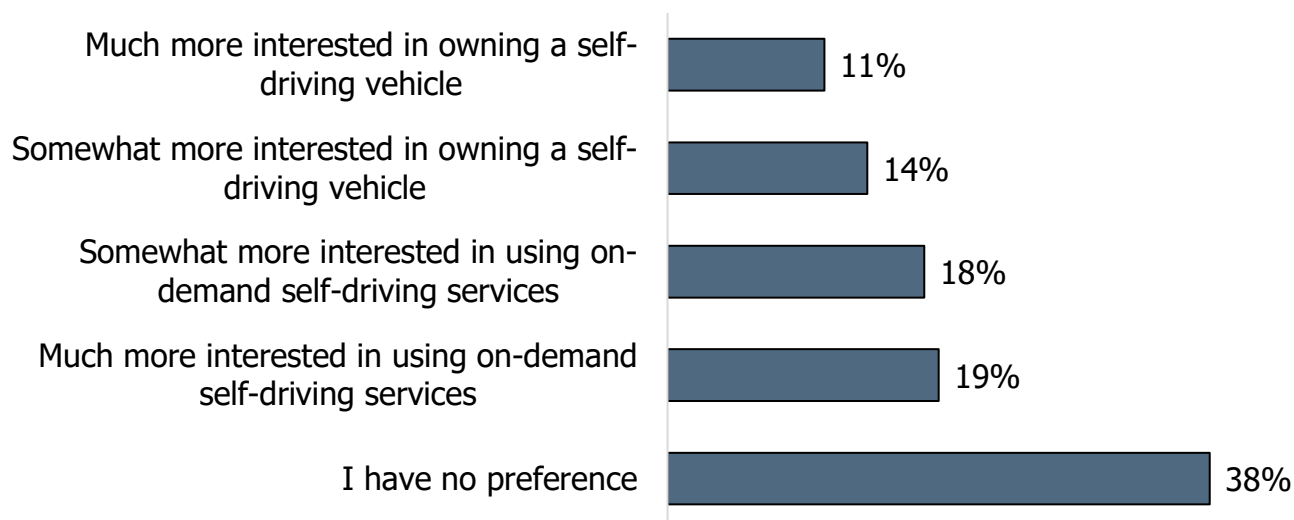 Much more interested in owning a self-
driving vehicle
11%
Somewhat more interested in owning a self-
driving vehicle
14%
Somewhat more interested in using on-
demand self-driving services
18%
Much more interested in using on-demand
self-driving services
19%
I have no preference
38%